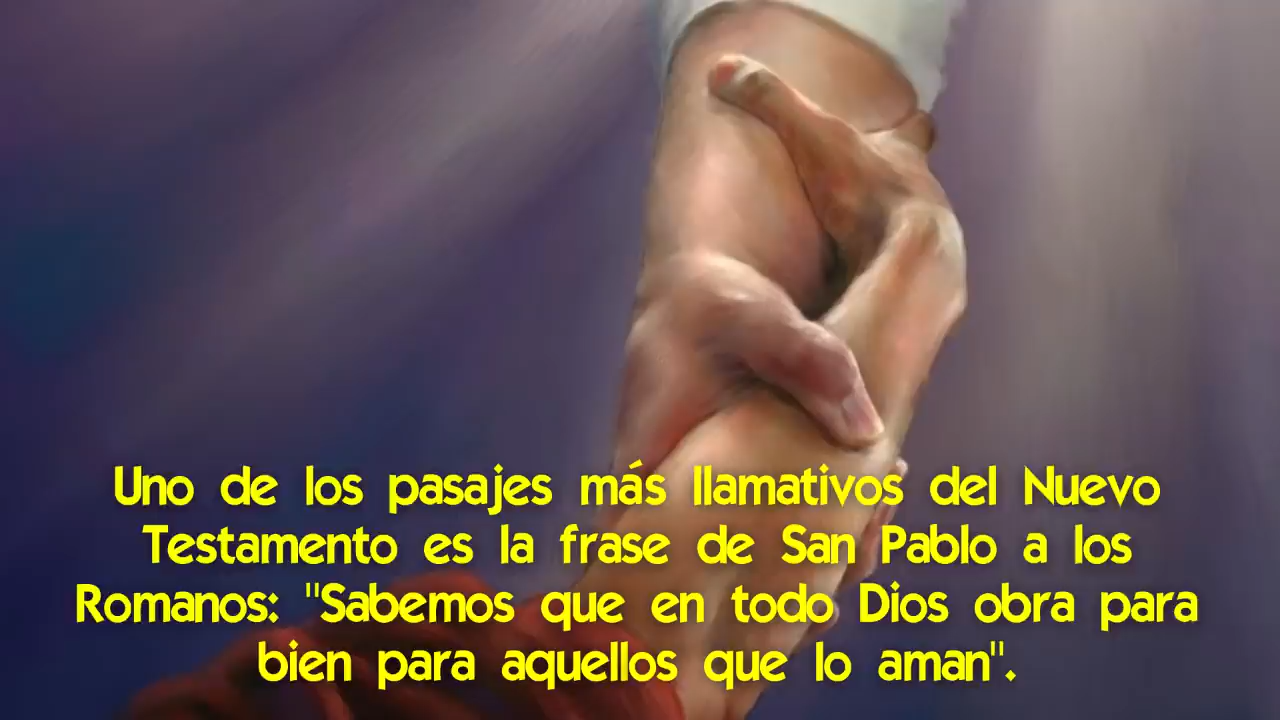 Uno de los pasajes más llamativos del Nuevo
Testamento es la frase de San Pablo a los
Romanos: "Sabemos que en todo Dios obra para
bien para aquellos que lo aman".